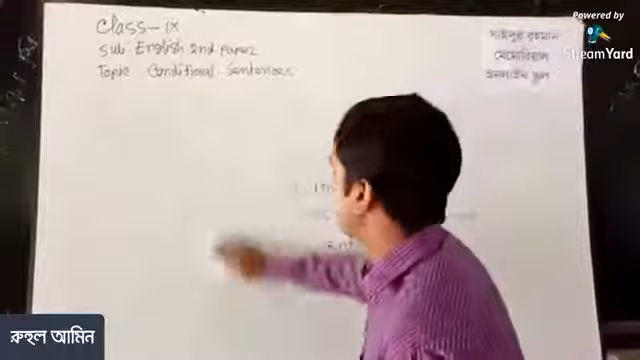 Class-IX
Sub English 2nd Paper
Topic Conditional Sentences
সাইদুর রহমান
মেমোরিয়াল
অনলাইন স্কুল
Powered by
StreamYard
রুহুল আমিন